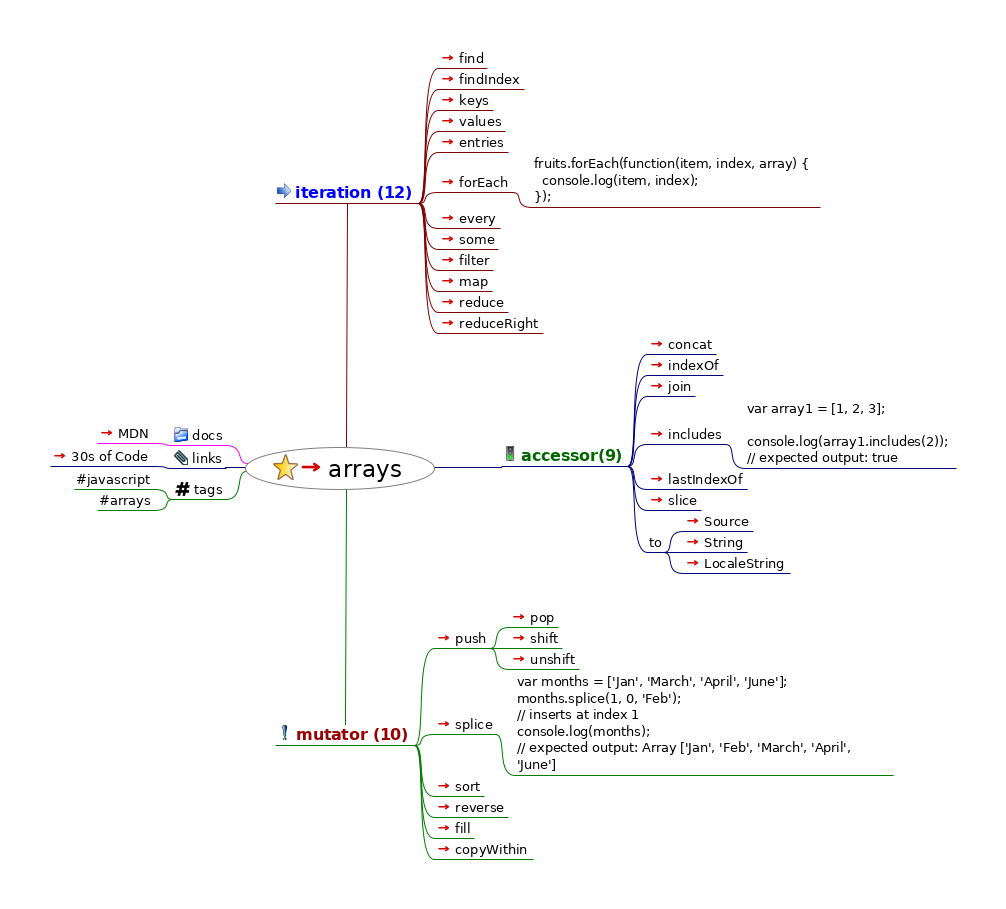 find
findIndex
keys
values
entries
iteration (12)
forEach
fruits.forEach(function(item, index, array) {
  console.log(item, index);
});
every
some
filter
map
reduce
reduceRight
arrays
docs
MDN
links
30s of Code
tags
#javascript
#arrays
accessor(9)
concat
indexOf
join
includes
var array1 = [1, 2, 3];
console.log(array1.includes(2));
// expected output: true
lastIndexOf
slice
to
Source
String
LocaleString
mutator (10)
push
pop
shift
unshift
splice
var months = ['Jan', 'March', 'April', 'June'];
months.splice(1, 0, 'Feb');
// inserts at index 1
console.log(months);
// expected output: Array ['Jan', 'Feb', 'March', 'April',
'June']
sort
reverse
fill
copyWithin